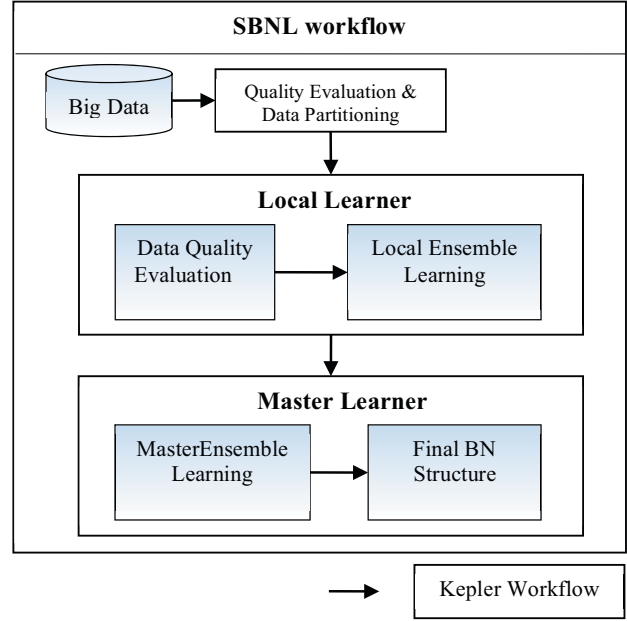 SBNL workflow
Big Data
Quality Evaluation &
Data Partitioning
Local Learner
Data Quality
Evaluation
Local Ensemble
Learning
Master Learner
MasterEnsemble
Learning
Final BN
Structure
Kepler Workflow